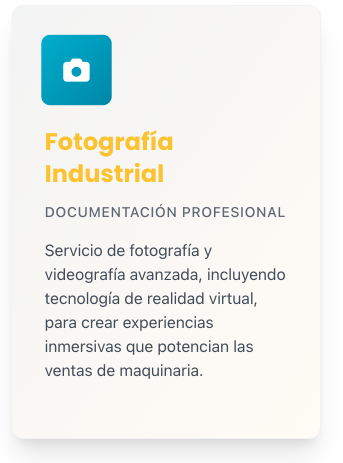 Fotografía
Industrial
DOCUMENTACIÓN PROFESIONAL
Servicio de fotografía y
videografía avanzada, incluyendo
tecnología de realidad virtual,
para crear experiencias
inmersivas que potencian las
ventas de maquinaria.